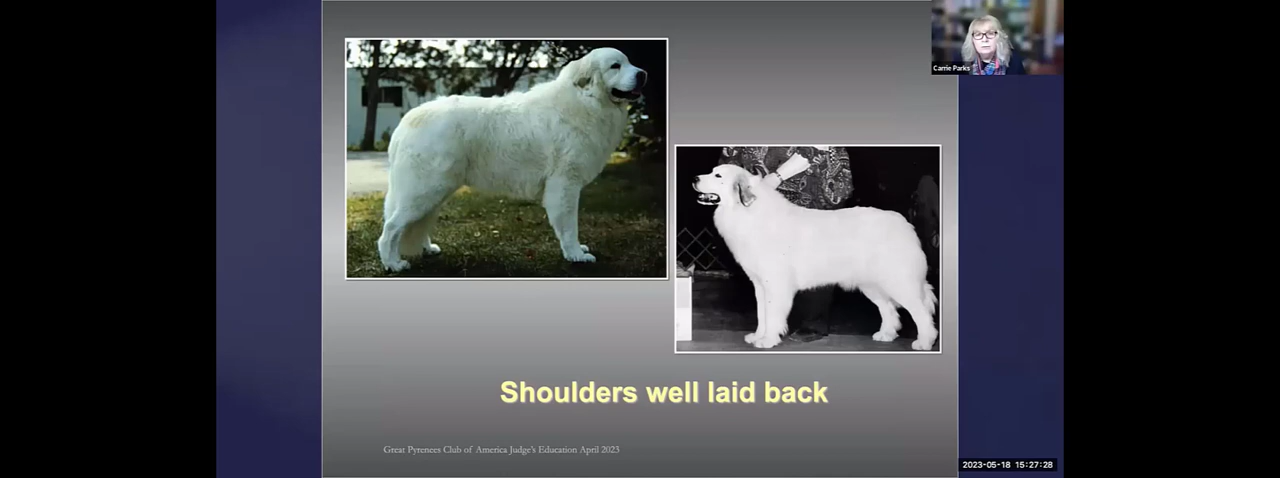 Carrie Parks
Shoulders well laid back
Great Pyrenees Club of America Judge's Education April 2023
2023-05-18 15:27:28